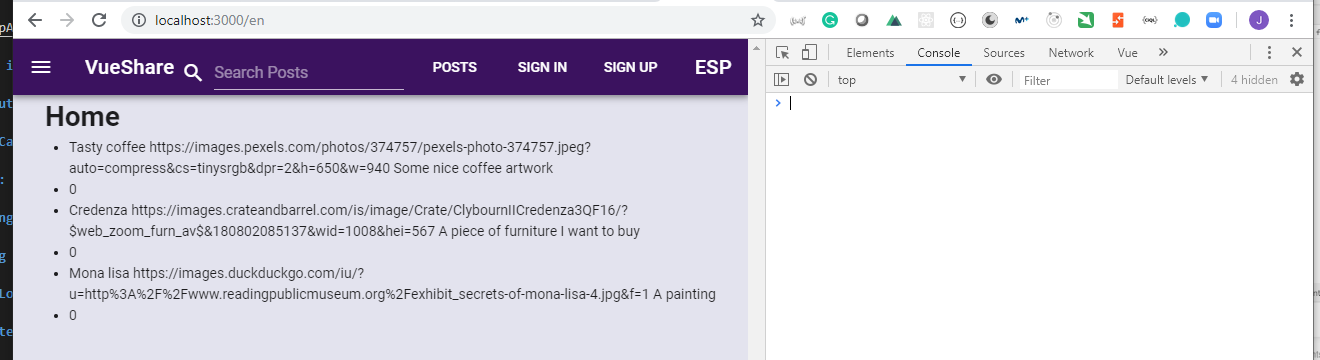 localhost:3000/en
J
VueShare Search Posts POSTS SIGN IN SIGN UP ESP
Elements Console Sources Network Vue »
top Filter Default levels 4 hidden
Home
Tasty coffee https://images.pexels.com/photos/374757/pexels-photo-374757.jpeg?
auto=compress&cs=tinysrgb&dpr=2&h=650&w=940 Some nice coffee artwork
0
Credenza https://images.crateandbarrel.com/is/image/Crate/ClybournIICredenza3QF16/?
$web_zoom_furn_av$&180802085137&wid=1008&hei=567 A piece of furniture I want to buy
0
Mona lisa https://images.duckduckgo.com/iu/?
u=http%3A%2F%2Fwww.readingpublicmuseum.org%2Fexhibit_secrets-of-mona-lisa-4.jpg&f=1 A painting
0